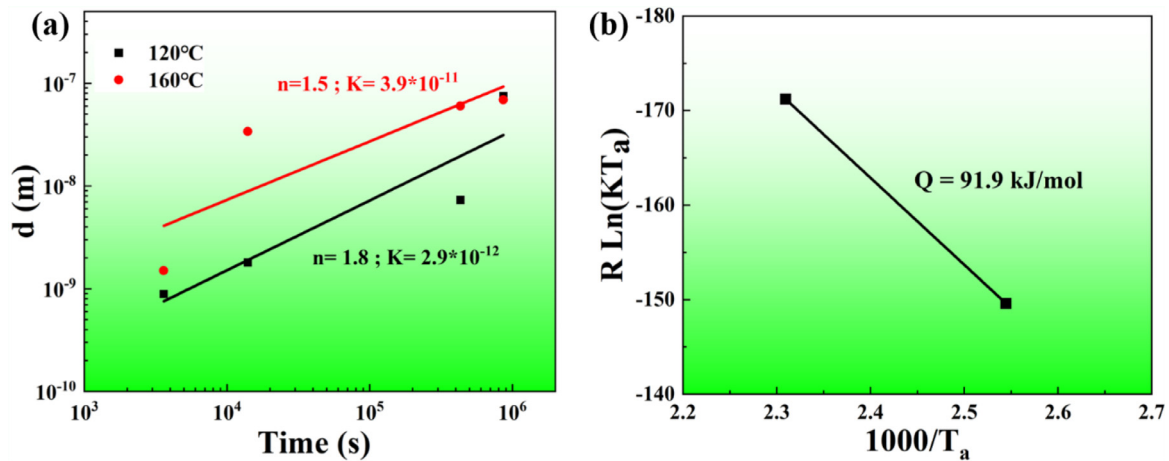 (a)
120°C
160°C
n=1.5 ; K= 3.9*10⁻¹¹
n= 1.8 ; K= 2.9*10⁻¹²
d (m)
10⁻⁷
10⁻⁸
10⁻⁹
10⁻¹⁰
10³ 10⁴ 10⁵ 10⁶
Time (s)
(b)
R Ln(KTₐ)
-180
-170
-160
-150
-140
Q = 91.9 kJ/mol
2.2 2.3 2.4 2.5 2.6 2.7
1000/Tₐ